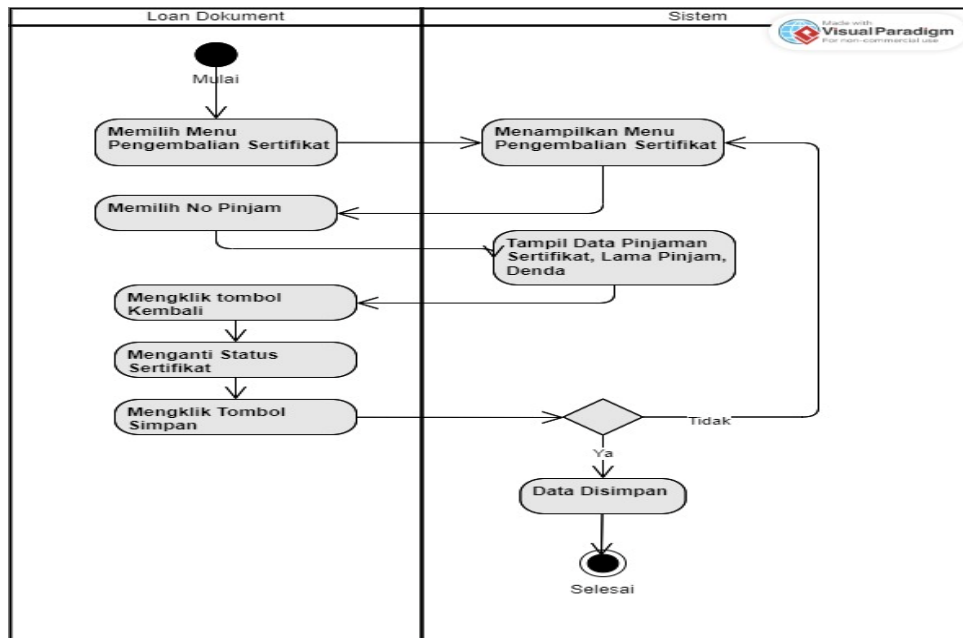 Loan Dokument
Sistem
Made with
Visual Paradigm
For non-commercial use
Mulai
Memilih Menu
Pengembalian Sertifikat
Menampilkan Menu
Pengembalian Sertifikat
Memilih No Pinjam
Tampil Data Pinjaman
Sertifikat, Lama Pinjam,
Denda
Mengklik tombol
Kembali
Menganti Status
Sertifikat
Mengklik Tombol
Simpan
Tidak
Ya
Data Disimpan
Selesai